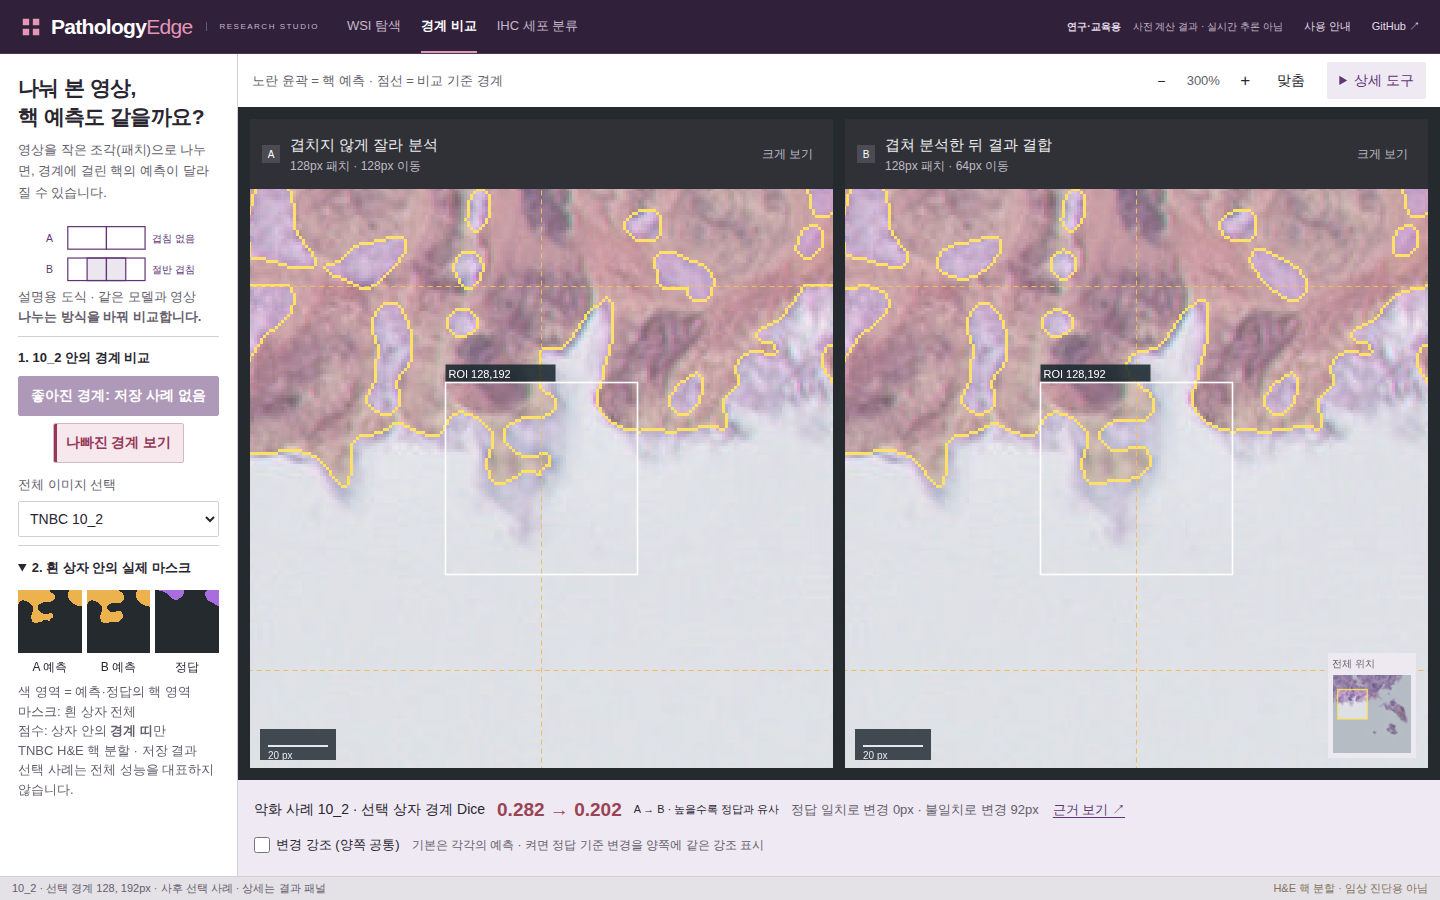 PathologyEdge
RESEARCH STUDIO
WSI 탐색
경계 비교
IHC 세포 분류
연구·교육용
사전 계산 결과 · 실시간 추론 아님
사용 안내
GitHub ↗
나눠 본 영상,
핵 예측도 같을까요?
영상을 작은 조각(패치)으로 나누
면, 경계에 걸린 핵의 예측이 달라
질 수 있습니다.
A 겹침 없음
B 절반 겹침
설명용 도식 · 같은 모델과 영상
나누는 방식을 바꿔 비교합니다.
1. 10_2 안의 경계 비교
좋아진 경계: 저장 사례 없음
나빠진 경계 보기
전체 이미지 선택
TNBC 10_2
▼ 2. 흰 상자 안의 실제 마스크
A 예측
B 예측
정답
색 영역 = 예측·정답의 핵 영역
마스크: 흰 상자 전체
점수: 상자 안의 경계 띠만
TNBC H&E 핵 분할 · 저장 결과
선택 사례는 전체 성능을 대표하지
않습니다.
노란 윤곽 = 핵 예측 · 점선 = 비교 기준 경계
− 300% +
맞춤
▶ 상세 도구
A
겹치지 않게 잘라 분석
128px 패치 · 128px 이동
크게 보기
ROI 128,192
20 px
B
겹쳐 분석한 뒤 결과 결합
128px 패치 · 64px 이동
크게 보기
ROI 128,192
20 px
전체 위치
악화 사례 10_2 · 선택 상자 경계 Dice 0.282 → 0.202 A → B · 높을수록 정답과 유사 정답 일치로 변경 0px · 불일치로 변경 92px 근거 보기 ↗
변경 강조 (양쪽 공통) 기본은 각각의 예측 · 켜면 정답 기준 변경을 양쪽에 같은 강조 표시
10_2 · 선택 경계 128, 192px · 사후 선택 사례 · 상세는 결과 패널
H&E 핵 분할 · 임상 진단용 아님